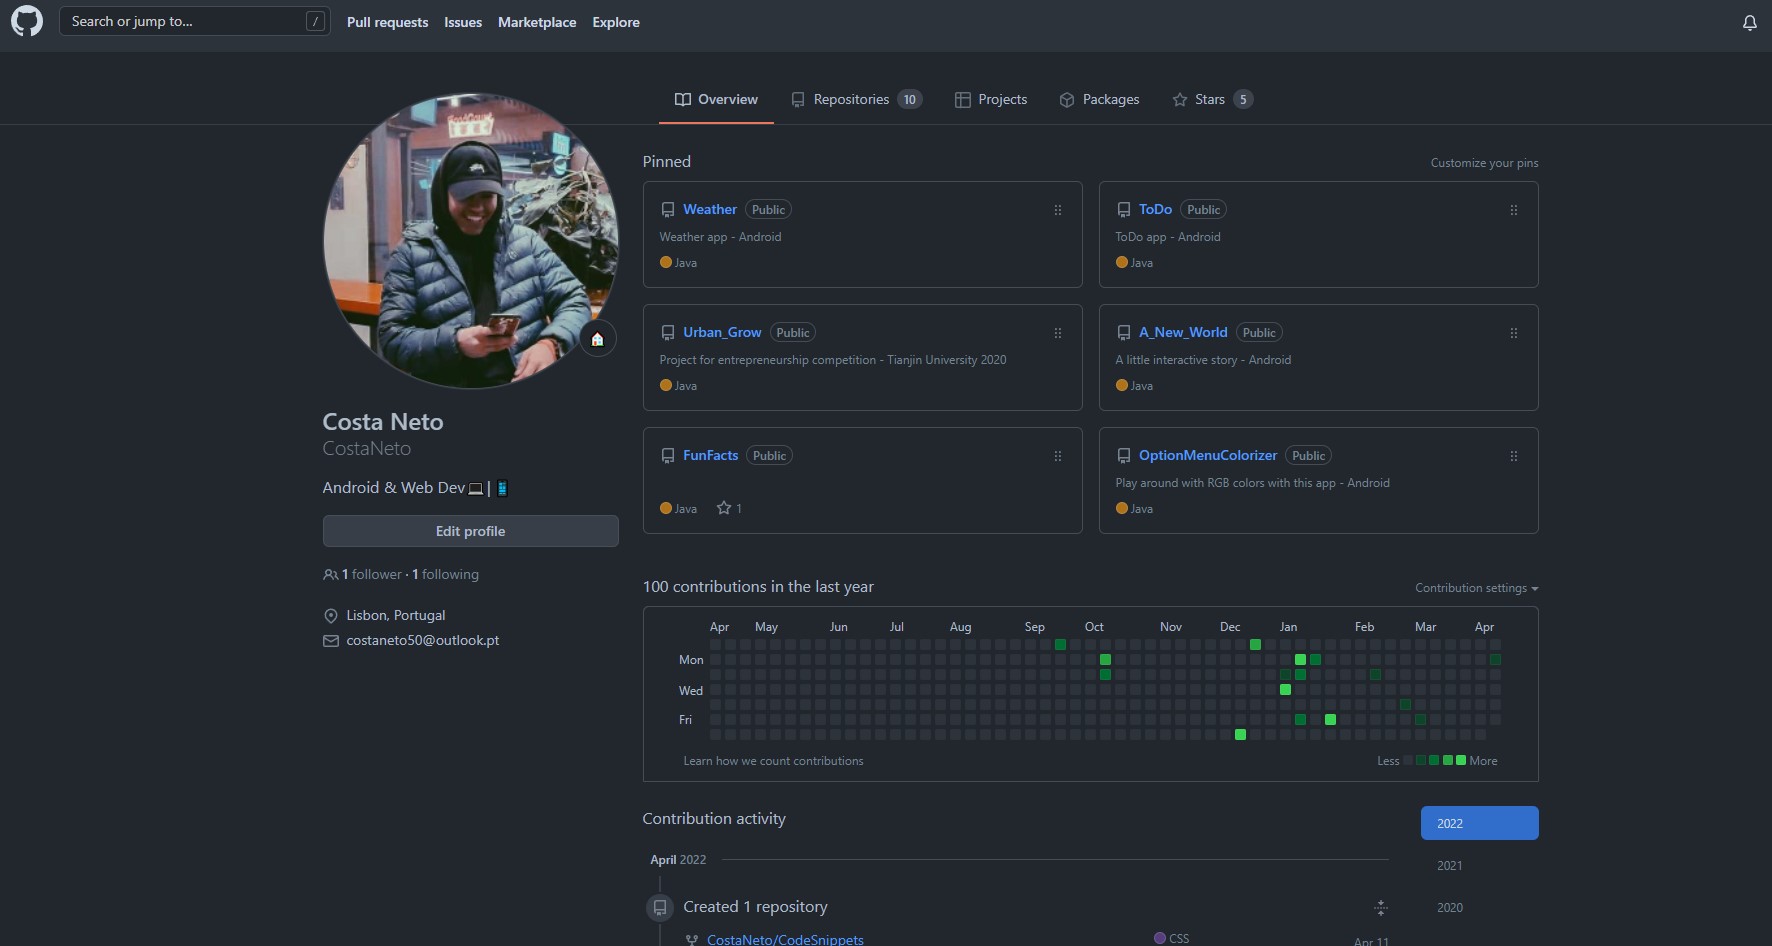 Search or jump to... /
Pull requests
Issues
Marketplace
Explore
Overview
Repositories 10
Projects
Packages
Stars 5
Costa Neto
CostaNeto
Android & Web Dev💻|📱
Edit profile
1 follower · 1 following
Lisbon, Portugal
costaneto50@outlook.pt
Pinned
Customize your pins
Weather Public
Weather app - Android
Java
ToDo Public
ToDo app - Android
Java
Urban_Grow Public
Project for entrepreneurship competition - Tianjin University 2020
Java
A_New_World Public
A little interactive story - Android
Java
FunFacts Public
Java 1
OptionMenuColorizer Public
Play around with RGB colors with this app - Android
Java
100 contributions in the last year
Contribution settings
Apr May Jun Jul Aug Sep Oct Nov Dec Jan Feb Mar Apr
Mon
Wed
Fri
Learn how we count contributions
Less More
Contribution activity
2022
2021
2020
April 2022
Created 1 repository
CostaNeto/CodeSnippets
CSS
Apr 11